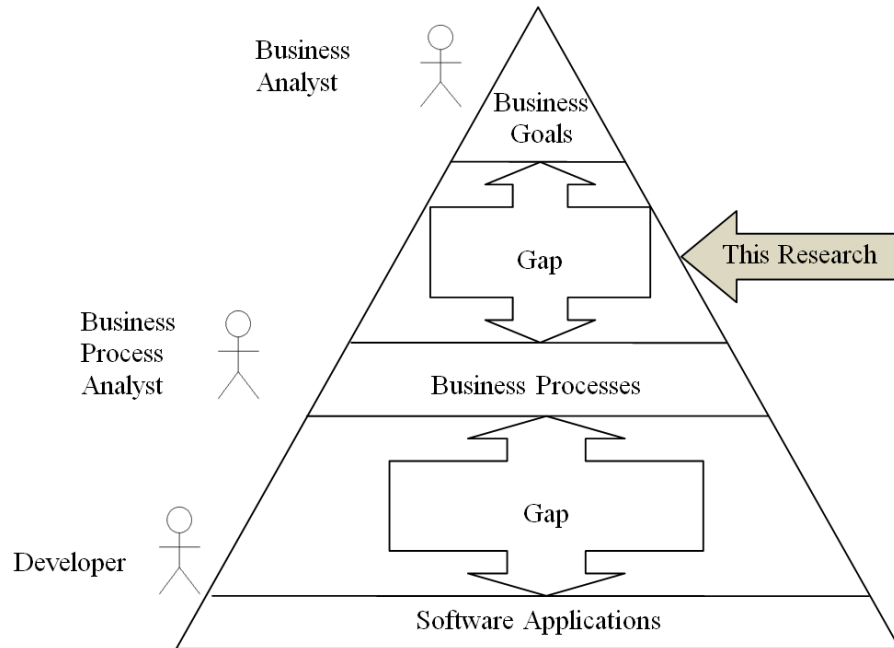 Business
Analyst
Business
Goals
Gap
This Research
Business
Process
Analyst
Business Processes
Gap
Developer
Software Applications